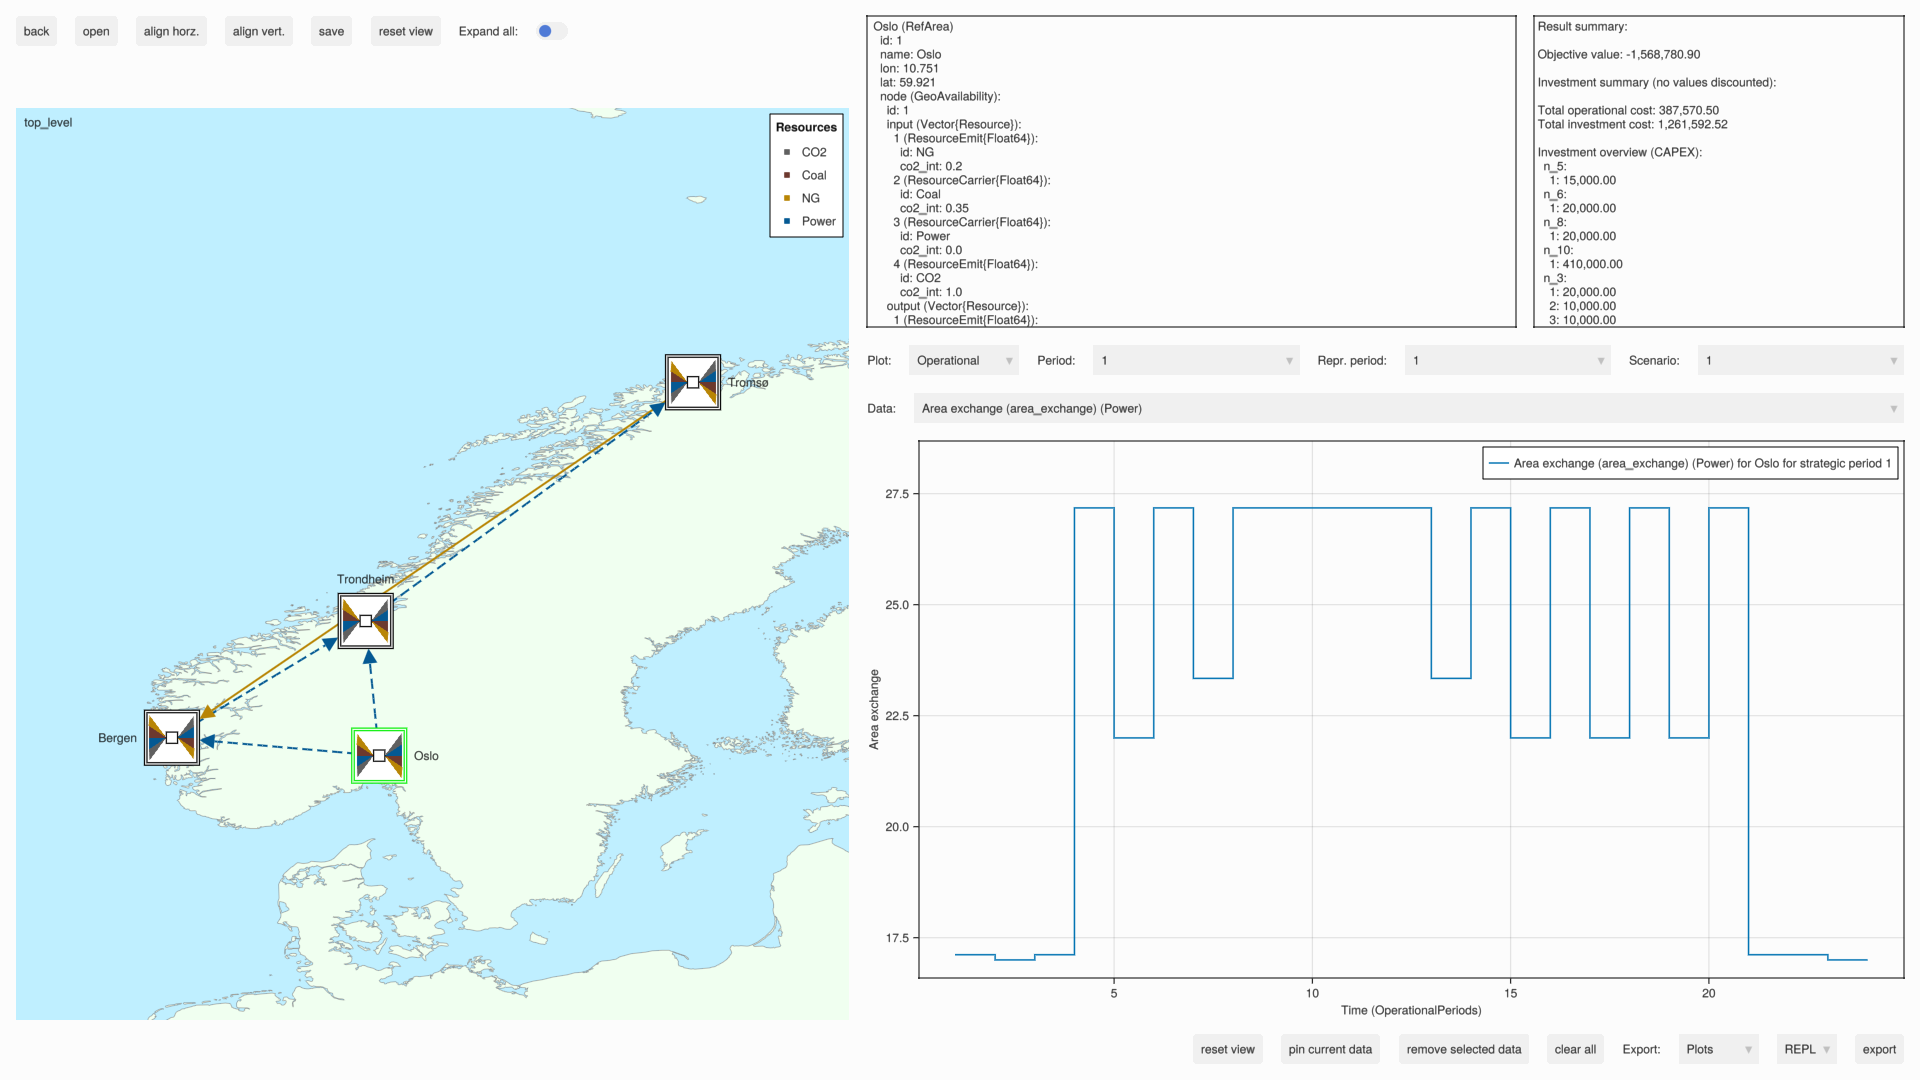 back
open
align horz.
align vert.
save
reset view
Expand all:
top_level
Resources
CO2
Coal
NG
Power
Tromsø
Trondheim
Bergen
Oslo
Oslo (RefArea)
id: 1
name: Oslo
lon: 10.751
lat: 59.921
node (GeoAvailability):
id: 1
input (Vector{Resource}):
1 (ResourceEmit{Float64}):
id: NG
co2_int: 0.2
2 (ResourceCarrier{Float64}):
id: Coal
co2_int: 0.35
3 (ResourceCarrier{Float64}):
id: Power
co2_int: 0.0
4 (ResourceEmit{Float64}):
id: CO2
co2_int: 1.0
output (Vector{Resource}):
1 (ResourceEmit{Float64}):
Result summary:
Objective value: -1,568,780.90
Investment summary (no values discounted):
Total operational cost: 387,570.50
Total investment cost: 1,261,592.52
Investment overview (CAPEX):
n_5:
1: 15,000.00
n_6:
1: 20,000.00
n_8:
1: 20,000.00
n_10:
1: 410,000.00
n_3:
1: 20,000.00
2: 10,000.00
3: 10,000.00
Plot:
Operational
Period:
1
Repr. period:
1
Scenario:
1
Data:
Area exchange (area_exchange) (Power)
Area exchange (area_exchange) (Power) for Oslo for strategic period 1
27.5
25.0
22.5
20.0
17.5
Area exchange
5
10
15
20
Time (OperationalPeriods)
reset view
pin current data
remove selected data
clear all
Export:
Plots
REPL
export